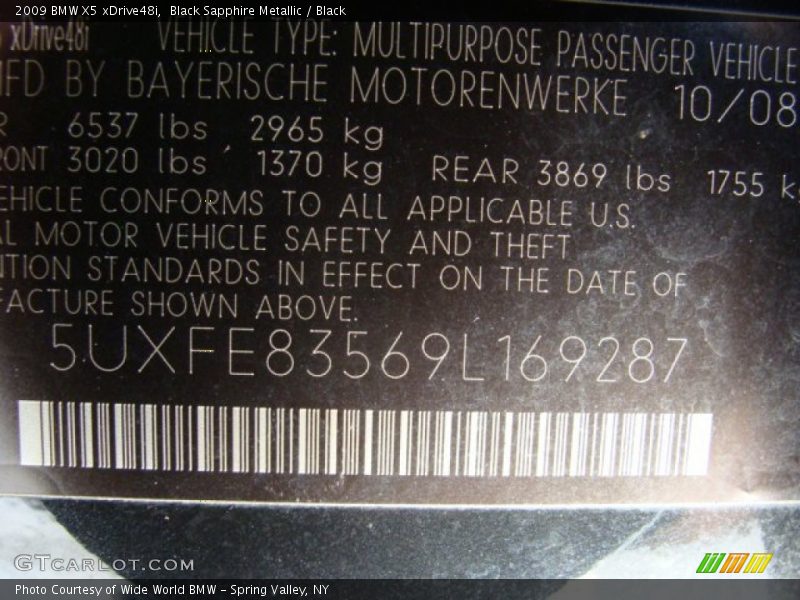 2009 BMW X5 xDrive48i, Black Sapphire Metallic / Black
xDrive48i VEHICLE TYPE: MULTIPURPOSE PASSENGER VEHICLE
MFD BY BAYERISCHE MOTORENWERKE 10/08
R 6537 lbs 2965 kg
RONT 3020 lbs 1370 kg REAR 3869 lbs 1755 k
EHICLE CONFORMS TO ALL APPLICABLE U.S.
AL MOTOR VEHICLE SAFETY AND THEFT
NTION STANDARDS IN EFFECT ON THE DATE OF
FACTURE SHOWN ABOVE.
5UXFE83569L169287
GTCARLOT.COM
Photo Courtesy of Wide World BMW - Spring Valley, NY